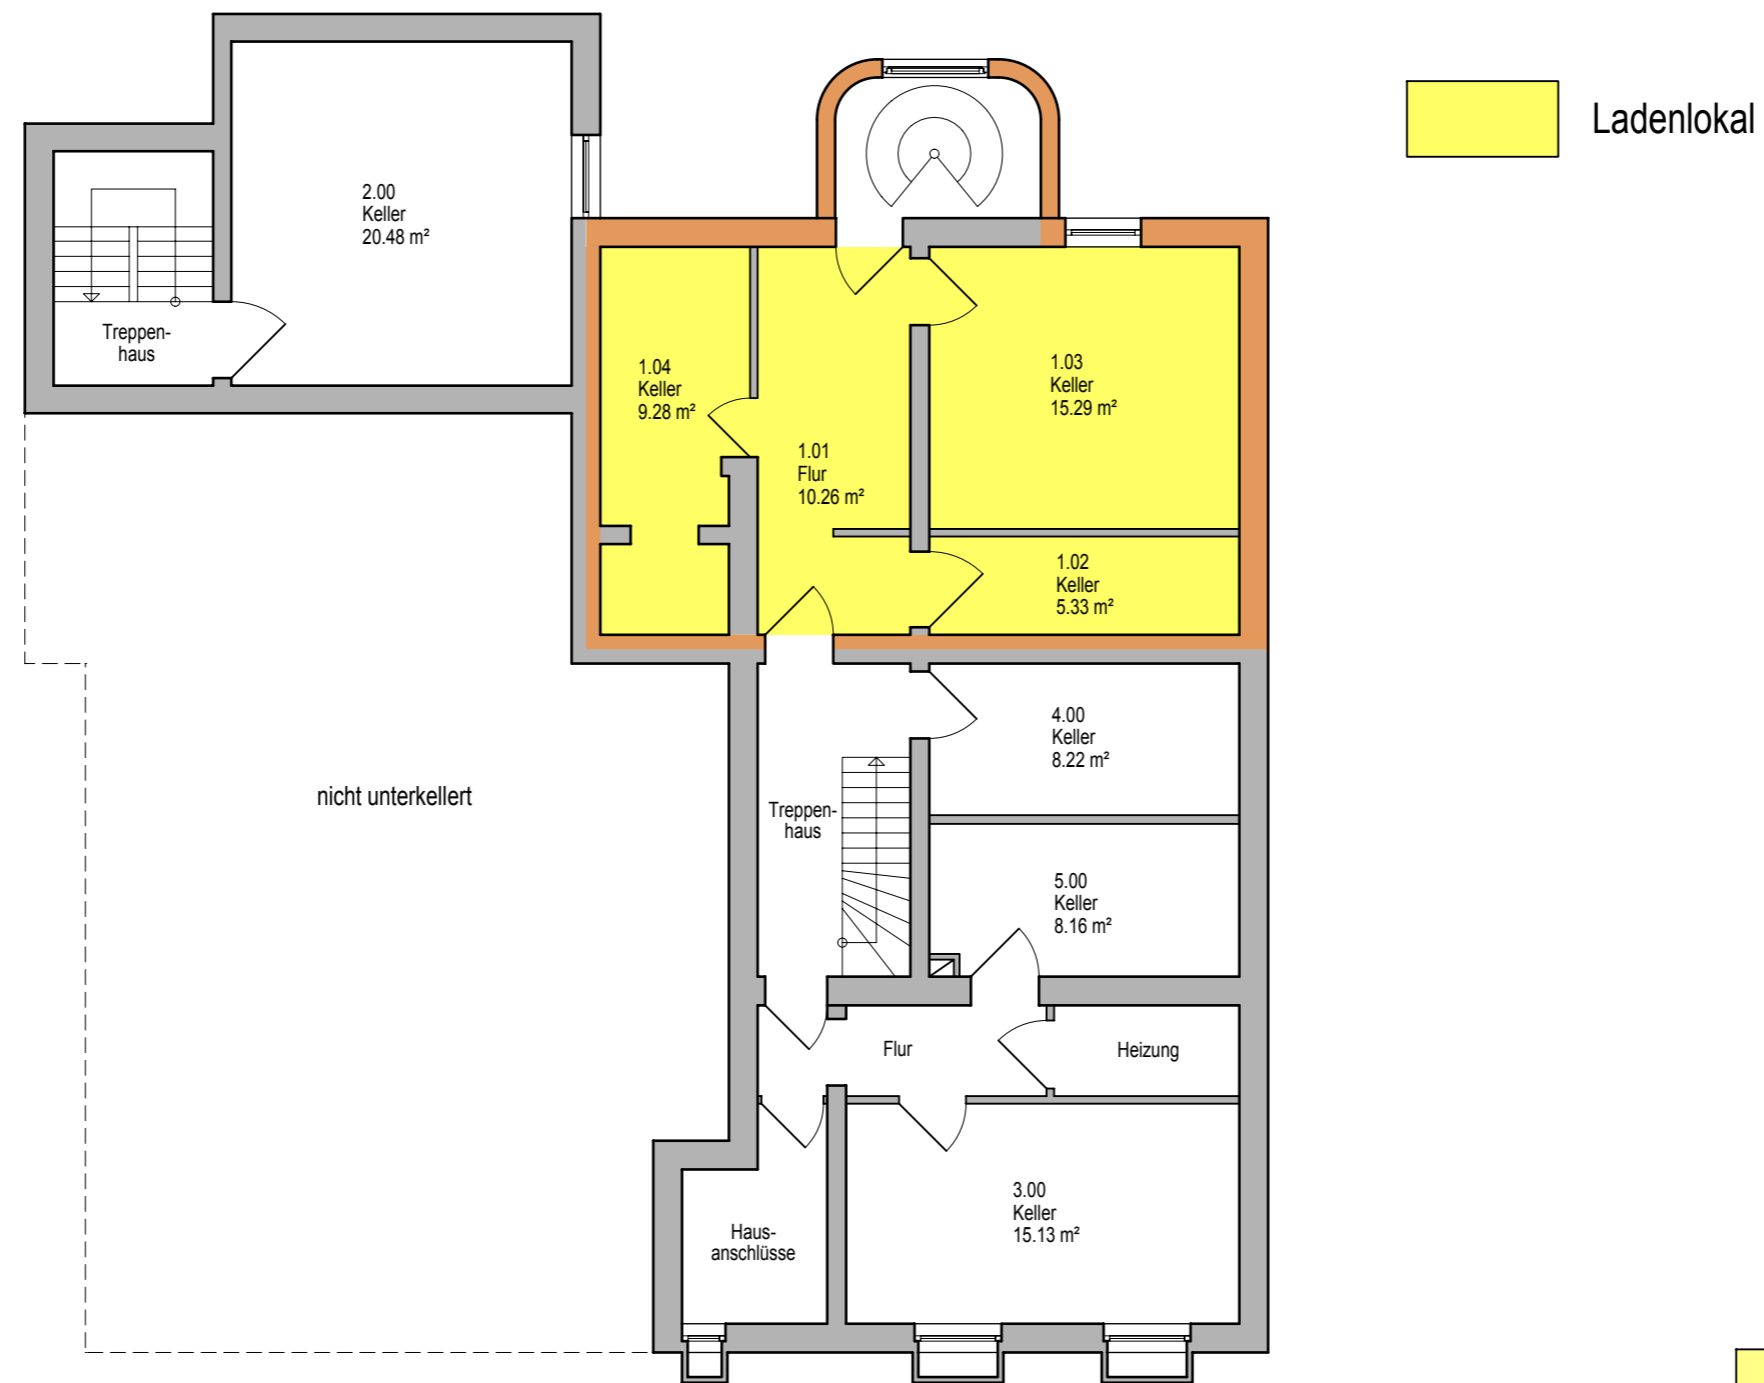 Ladenlokal
2.00
Keller
20.48 m²
Treppen-
haus
1.04
Keller
9.28 m²
1.03
Keller
15.29 m²
1.01
Flur
10.26 m²
1.02
Keller
5.33 m²
4.00
Keller
8.22 m²
nicht unterkellert
Treppen-
haus
5.00
Keller
8.16 m²
Flur
Heizung
3.00
Keller
15.13 m²
Haus-
anschlüsse